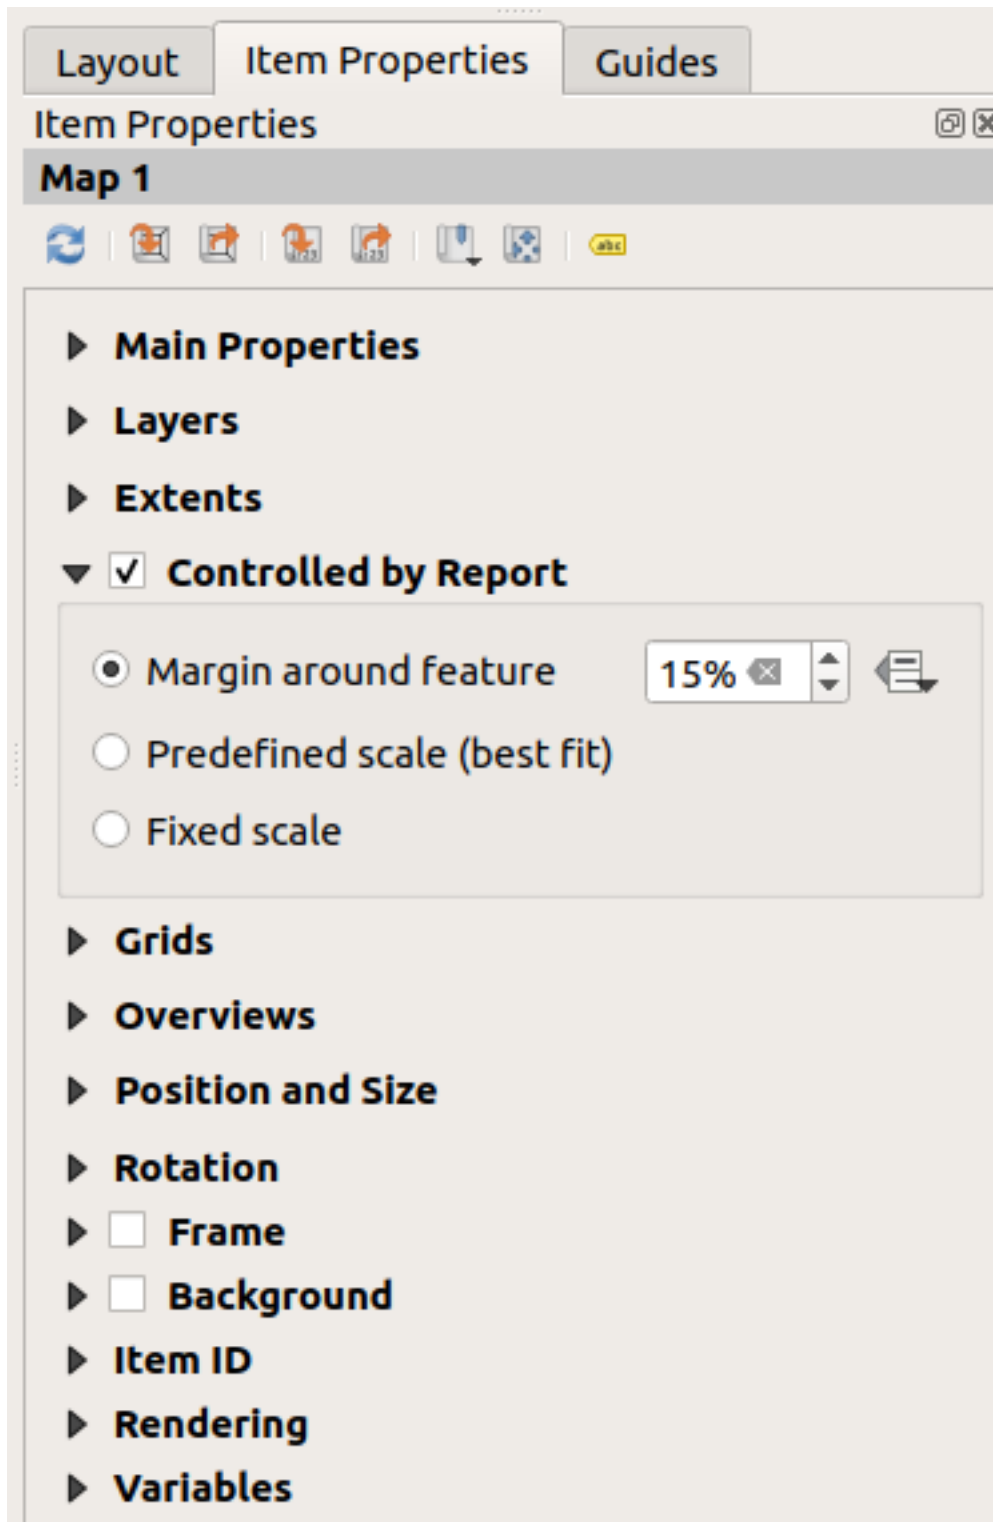 Layout Item Properties Guides
Item Properties
Map 1
abc
Main Properties
Layers
Extents
Controlled by Report
Margin around feature 15%
Predefined scale (best fit)
Fixed scale
Grids
Overviews
Position and Size
Rotation
Frame
Background
Item ID
Rendering
Variables